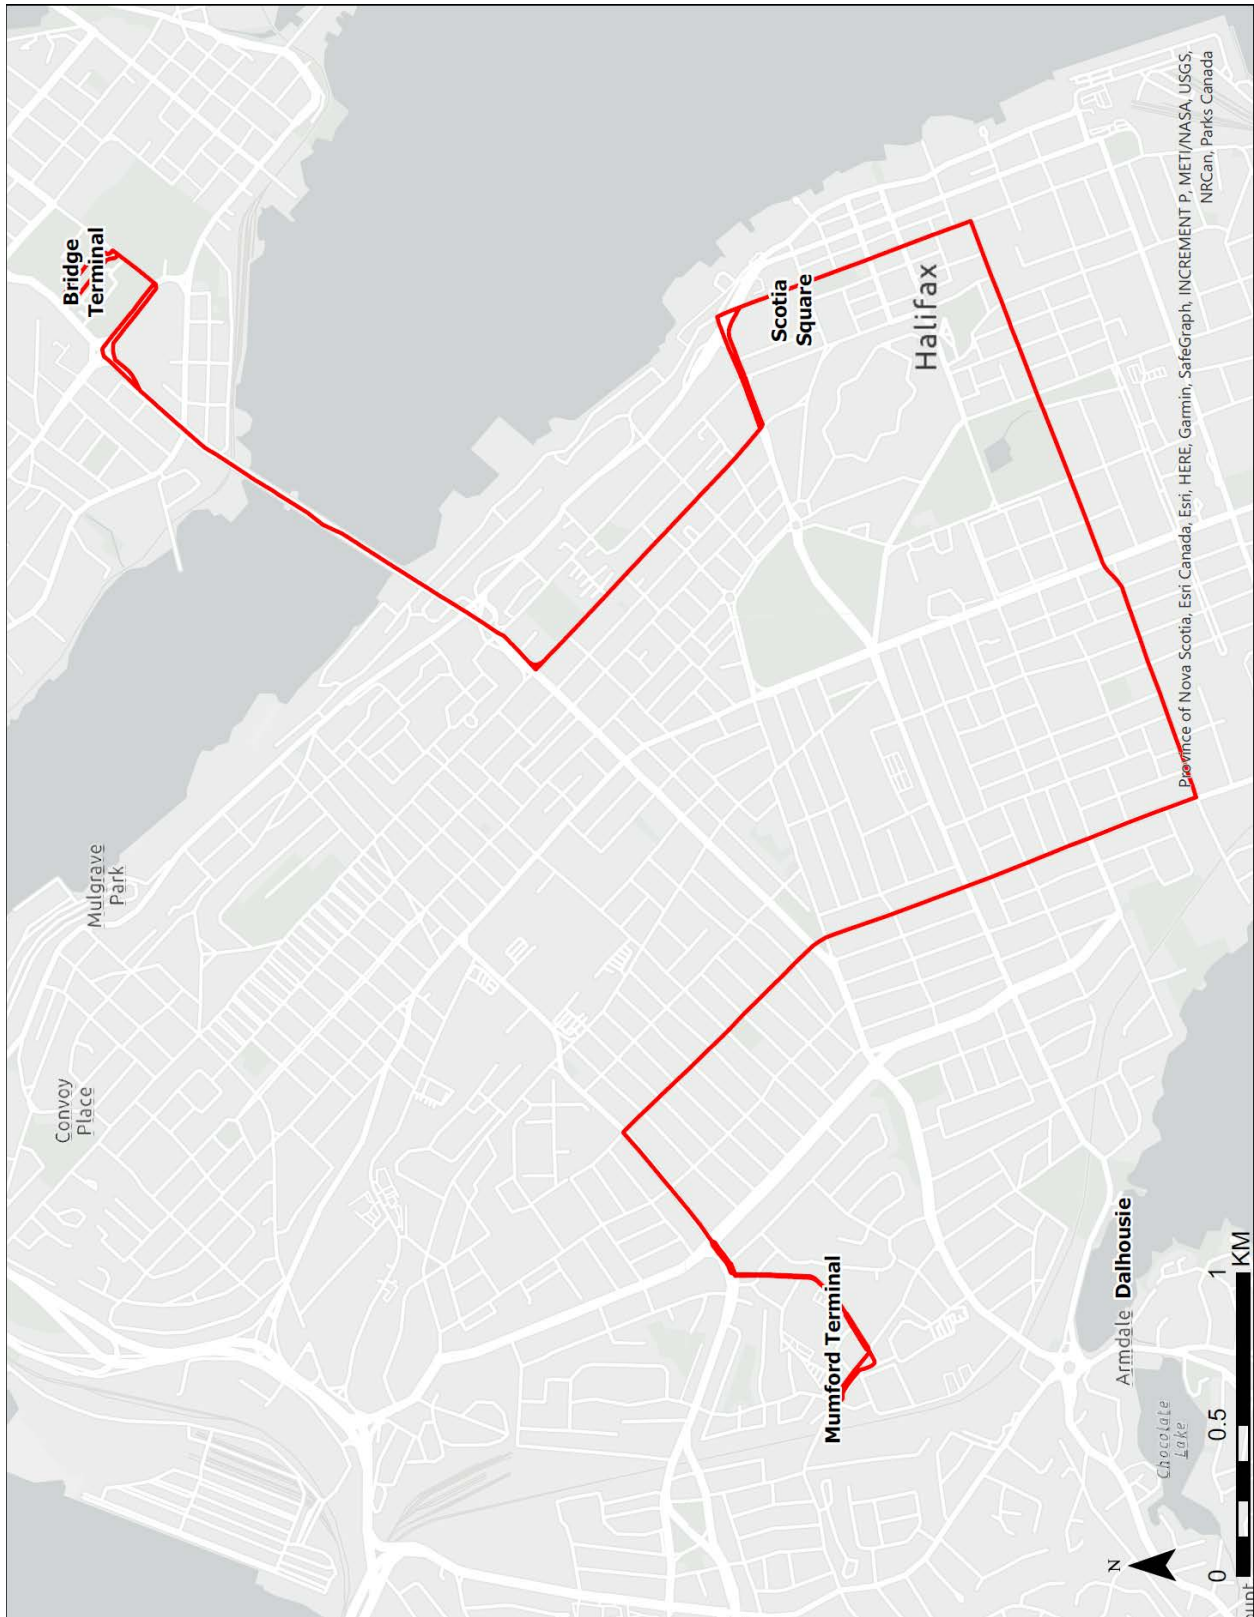 Bridge
Terminal
Mulgrave
Park
Convoy
Place
Scotia
Square
Halifax
Mumford Terminal
Armdale
Dalhousie
Chocolate
Lake
N
0
0.5
1
KM
Province of Nova Scotia, Esri Canada, Esri, HERE, Garmin, SafeGraph, INCREMENT P, METI/NASA, USGS,
NRCan, Parks Canada